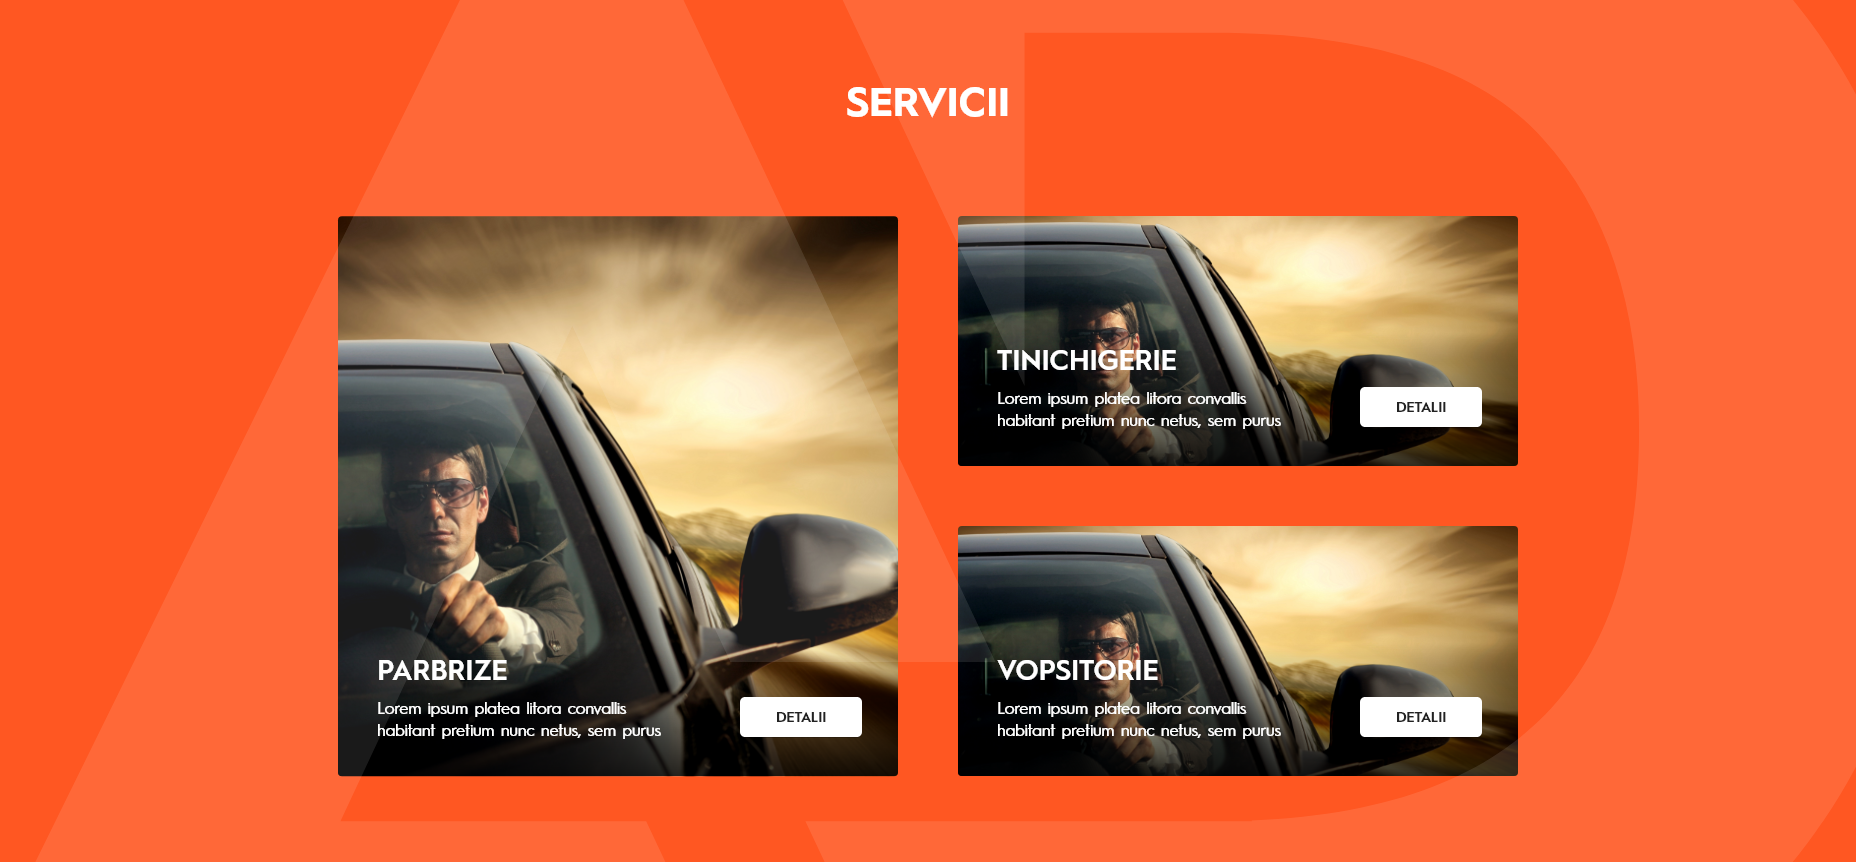 SERVICII
PARBRIZE
Lorem ipsum platea litora convallis
habitant pretium nunc netus, sem purus
DETALII
TINICHIGERIE
Lorem ipsum platea litora convallis
habitant pretium nunc netus, sem purus
DETALII
VOPSITORIE
Lorem ipsum platea litora convallis
habitant pretium nunc netus, sem purus
DETALII